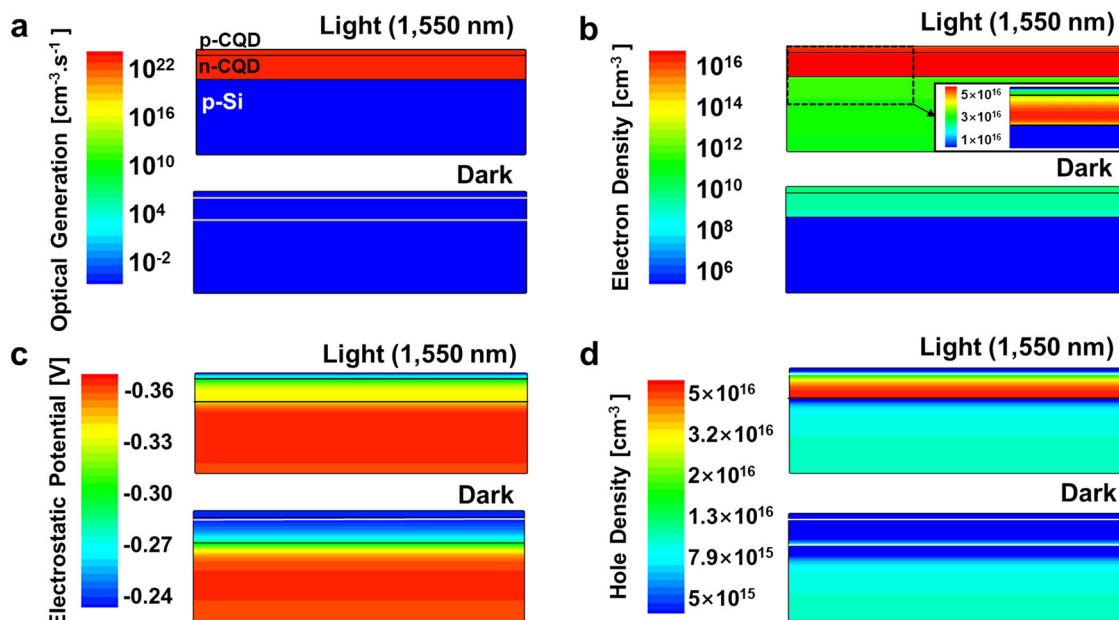 a
Light (1,550 nm)
p-CQD
n-CQD
p-Si
Dark
Optical Generation [cm⁻³.s⁻¹]
10²²
10¹⁶
10¹⁰
10⁴
10⁻²
b
Light (1,550 nm)
Dark
Electron Density [cm⁻³]
10¹⁶
10¹⁴
10¹²
10¹⁰
10⁸
10⁶
5×10¹⁶
3×10¹⁶
1×10¹⁶
c
Light (1,550 nm)
Dark
Electrostatic Potential [V]
-0.36
-0.33
-0.30
-0.27
-0.24
d
Light (1,550 nm)
Dark
Hole Density [cm⁻³]
5×10¹⁶
3.2×10¹⁶
2×10¹⁶
1.3×10¹⁶
7.9×10¹⁵
5×10¹⁵